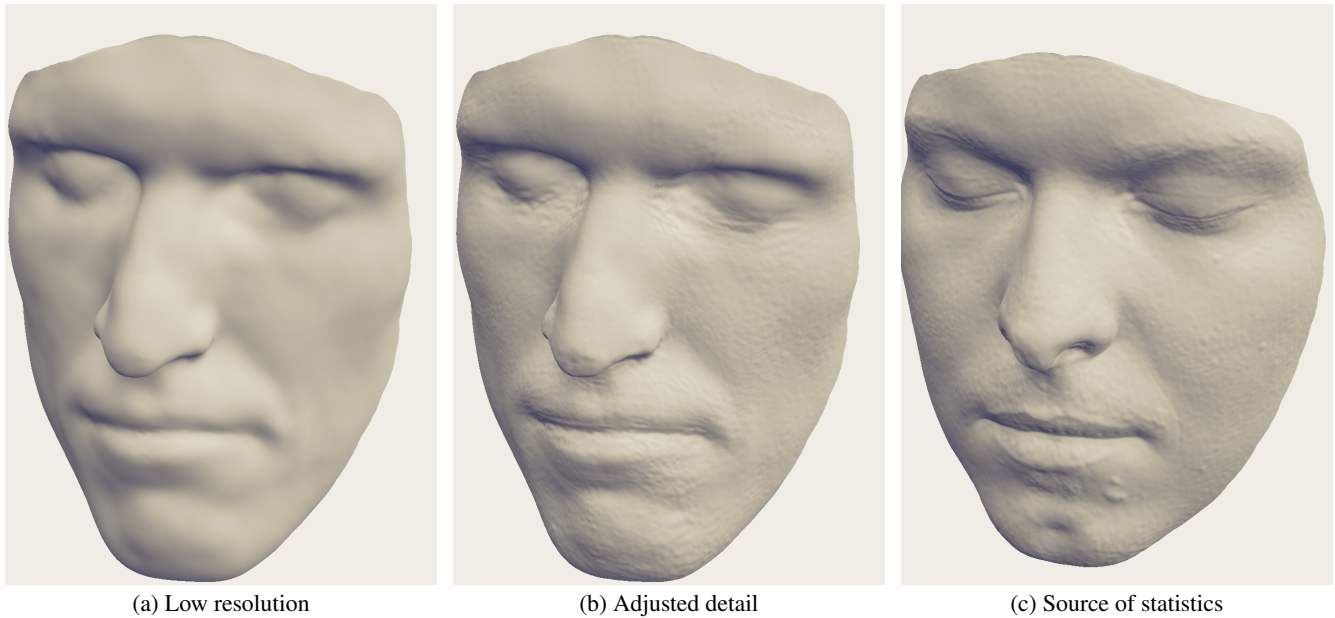 (a) Low resolution
(b) Adjusted detail
(c) Source of statistics